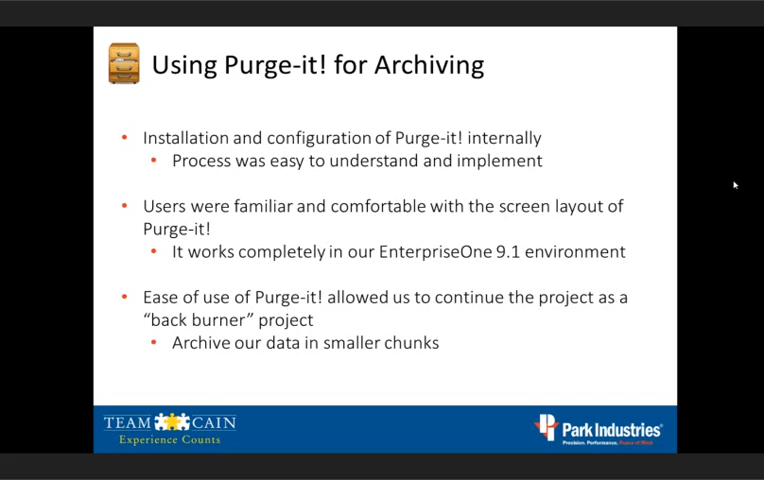 Using Purge-it! for Archiving
• Installation and configuration of Purge-it! internally
• Process was easy to understand and implement
• Users were familiar and comfortable with the screen layout of
Purge-it!
• It works completely in our EnterpriseOne 9.1 environment
• Ease of use of Purge-it! allowed us to continue the project as a
“back burner” project
• Archive our data in smaller chunks
TEAM CAIN
Experience Counts
Park Industries®
Precision. Performance. Peace of Mind.